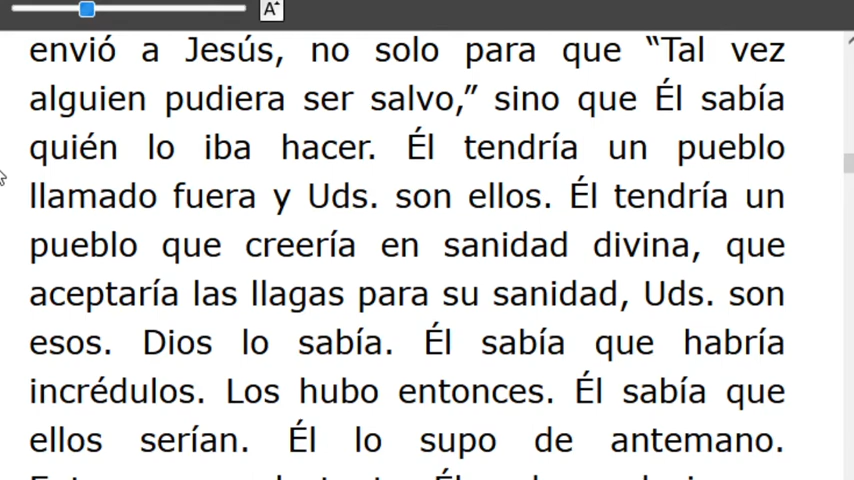 A
envió a Jesús, no solo para que “Tal vez
alguien pudiera ser salvo,” sino que Él sabía
quién lo iba hacer. Él tendría un pueblo
llamado fuera y Uds. son ellos. Él tendría un
pueblo que creería en sanidad divina, que
aceptaría las llagas para su sanidad, Uds. son
esos. Dios lo sabía. Él sabía que habría
incrédulos. Los hubo entonces. Él sabía que
ellos serían. Él lo supo de antemano.